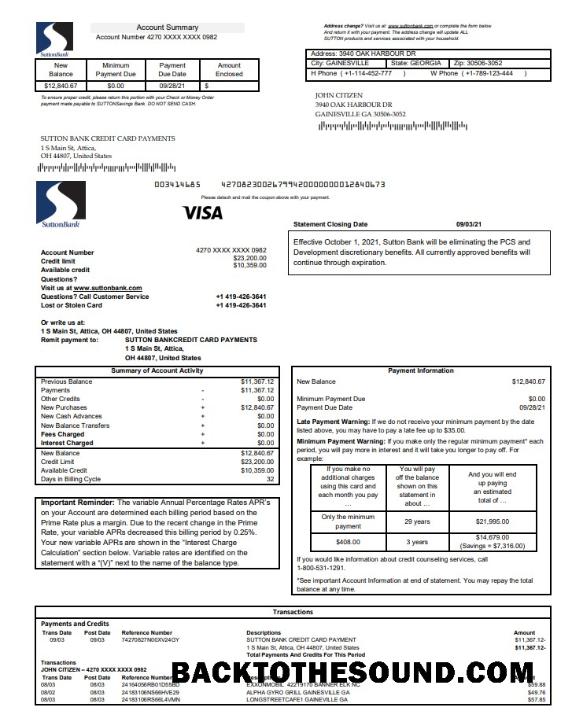 SuttonBank
Account Summary
Account Number 4270 XXXX XXXX 0982
New Balance
Minimum Payment Due
Payment Due Date
Amount Enclosed
$12,840.67
$0.00
09/28/21
$
To ensure proper credit, please return this portion with your Check or Money Order
payment made payable to SUTTONSavings Bank. DO NOT SEND CASH.
Address change? Visit us at: www.suttonbank.com or complete the form below
And return it with your payment. The address change will update ALL
SUTTON products and services associated with your household.
Address: 3940 OAK HARBOUR DR
City: GAINESVILLE State: GEORGIA Zip: 30506-3052
H Phone ( +1-114-452-777 ) W Phone ( +1-789-123-444 )
JOHN CITIZEN
3940 OAK HARBOUR DR
GAINESVILLE GA 30506-3052
SUTTON BANK CREDIT CARD PAYMENTS
1 S Main St, Attica,
OH 44807, United States
SuttonBank
003414685 4270823002679942000000012840673
Please detach and mail the coupon above with your payment.
VISA
Statement Closing Date 09/03/21
Effective October 1, 2021, Sutton Bank will be eliminating the PCS and
Development discretionary benefits. All currently approved benefits will
continue through expiration.
Account Number 4270 XXXX XXXX 0982
Credit limit $23,200.00
Available credit $10,359.00
Questions?
Visit us at www.suttonbank.com
Questions? Call Customer Service +1 419-426-3641
Lost or Stolen Card +1 419-426-3641
Or write us at:
1 S Main St, Attica, OH 44807, United States
Remit payment to: SUTTON BANKCREDIT CARD PAYMENTS
1 S Main St, Attica,
OH 44807, United States
Summary of Account Activity
Previous Balance $11,367.12
Payments - $11,367.12
Other Credits - $0.00
New Purchases + $12,840.67
New Cash Advances + $0.00
New Balance Transfers + $0.00
Fees Charged + $0.00
Interest Charged + $0.00
New Balance $12,840.67
Credit Limit $23,200.00
Available Credit $10,359.00
Days in Billing Cycle 32
Important Reminder: The variable Annual Percentage Rates APR's
on your Account are determined each billing period based on the
Prime Rate plus a margin. Due to the recent change in the Prime
Rate, your variable APRs decreased this billing period by 0.25%.
Your new variable APRs are shown in the "Interest Charge
Calculation" section below. Variable rates are identified on the
statement with a "(V)" next to the name of the balance type.
Payment Information
New Balance $12,840.67
Minimum Payment Due $0.00
Payment Due Date 09/28/21
Late Payment Warning: If we do not receive your minimum payment by the date
listed above, you may have to pay a late fee up to $35.00.
Minimum Payment Warning: If you make only the regular minimum payment* each
period, you will pay more in interest and it will take you longer to pay off. For
example:
If you make no additional charges using this card and each month you pay ...
You will pay off the balance shown on this statement in about ...
And you will end up paying an estimated total of ...
Only the minimum payment
29 years
$21,995.00
$408.00
3 years
$14,679.00
(Savings = $7,316.00)
If you would like information about credit counseling services, call
1-800-531-1291.
*See Important Account Information at end of statement. You may repay the total
balance at any time.
Transactions
Payments and Credits
Trans Date Post Date Reference Number Descriptions Amount
09/03 09/03 74270827N00XV24GY SUTTON BANK CREDIT CARD PAYMENT $11,367.12-
1 S Main St, Attica, OH 44807, United States $11,367.12-
Total Payments And Credits For This Period
Transactions
JOHN CITIZEN – 4270 XXXX XXXX 0982
Trans Date Post Date Reference Number Descriptions Amount
BACKTOTHESOUND.COM
08/03 08/03 EXXONMOBIL 42219170 BANNER ELK NC
08/02 08/03 24183106NS66HVE29 ALPHA GYRO GRILL GAINESVILLE GA $49.76
08/03 08/03 24183106RS66L4VMN LONGSTREETCAFE1 GAINESVILLE GA $57.85